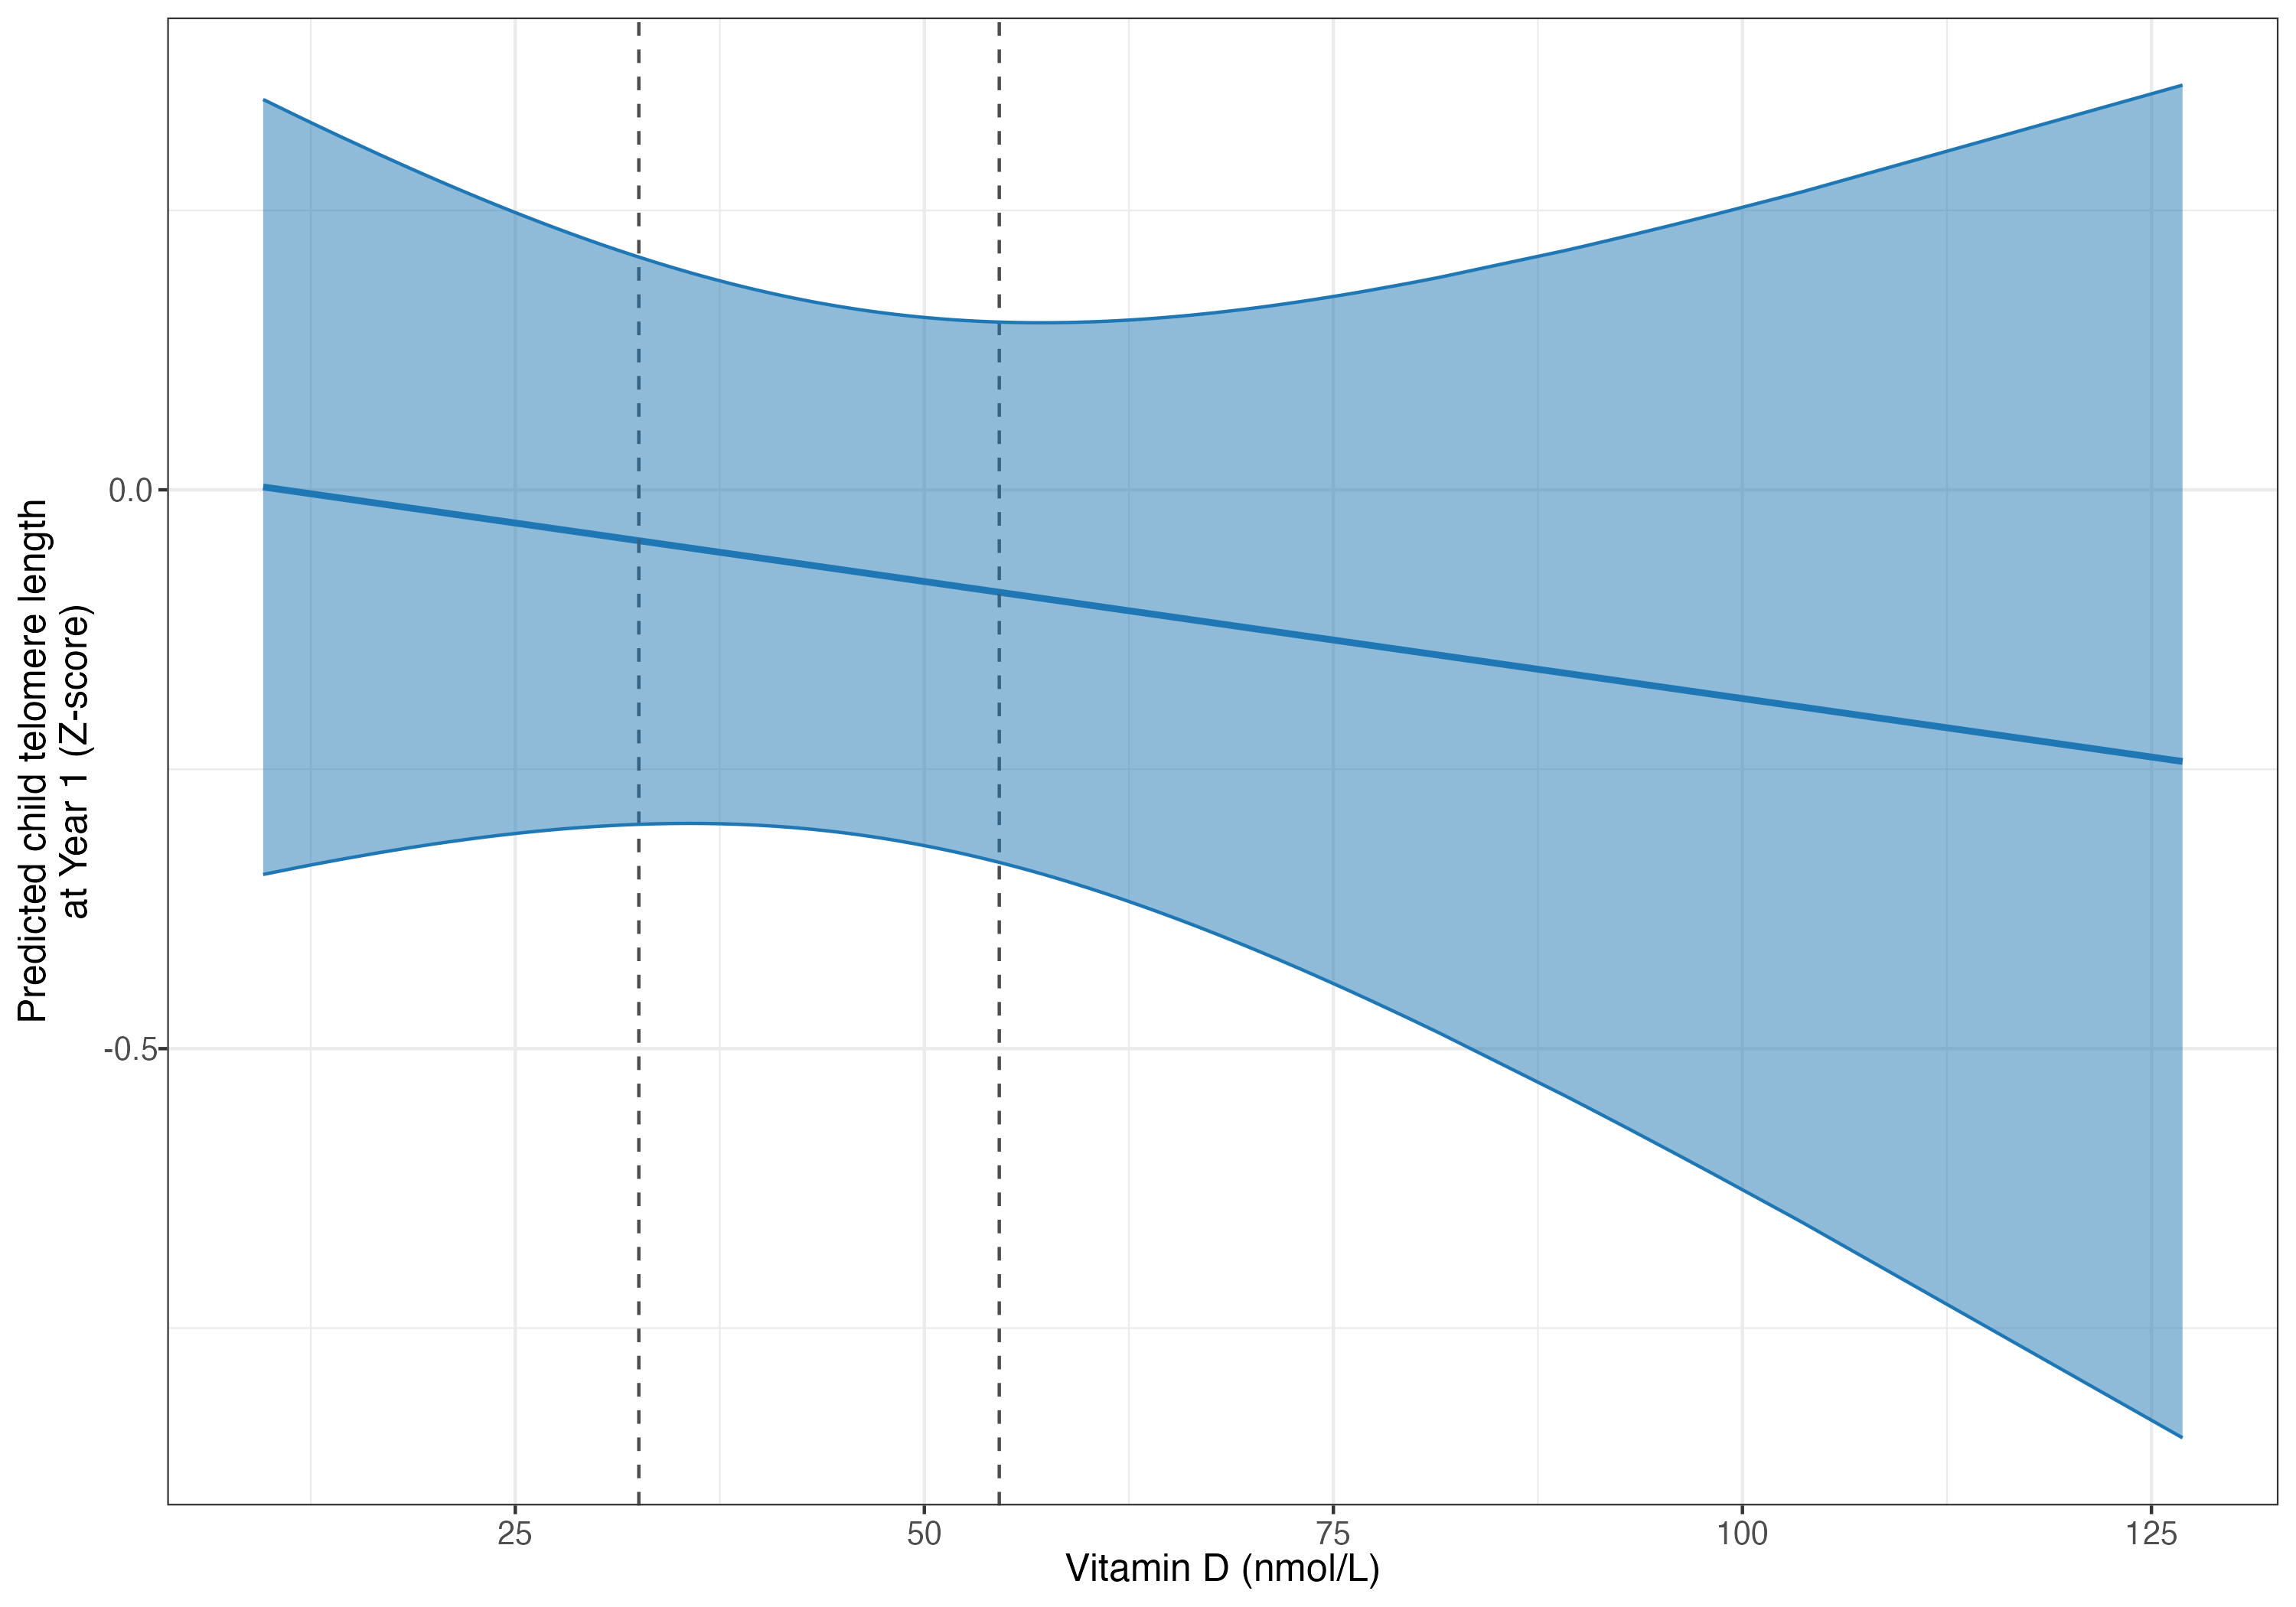 Predicted child telomere length
at Year 1 (Z-score)
0.0
-0.5
25 50 75 100 125
Vitamin D (nmol/L)